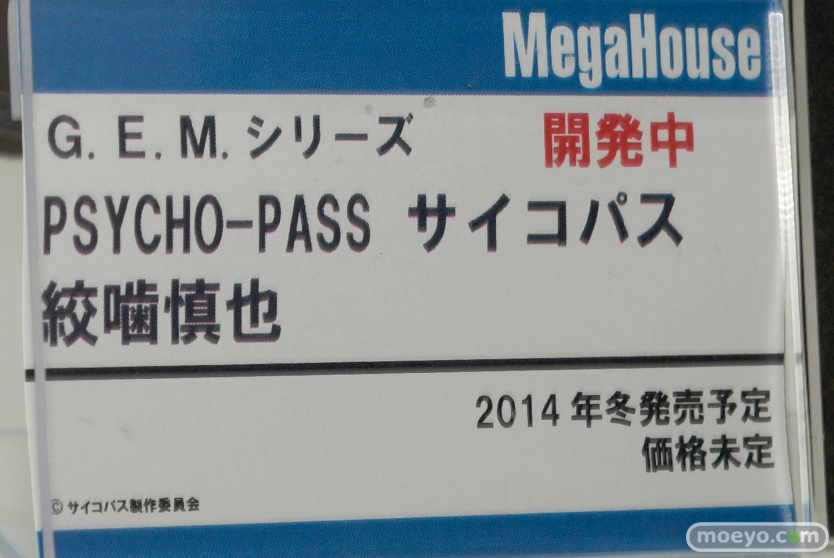 MegaHouse
G.E.M.シリーズ 開発中
PSYCHO-PASS サイコパス
絞噛慎也
2014年冬発売予定
価格未定
© サイコパス製作委員会
moeyo.com